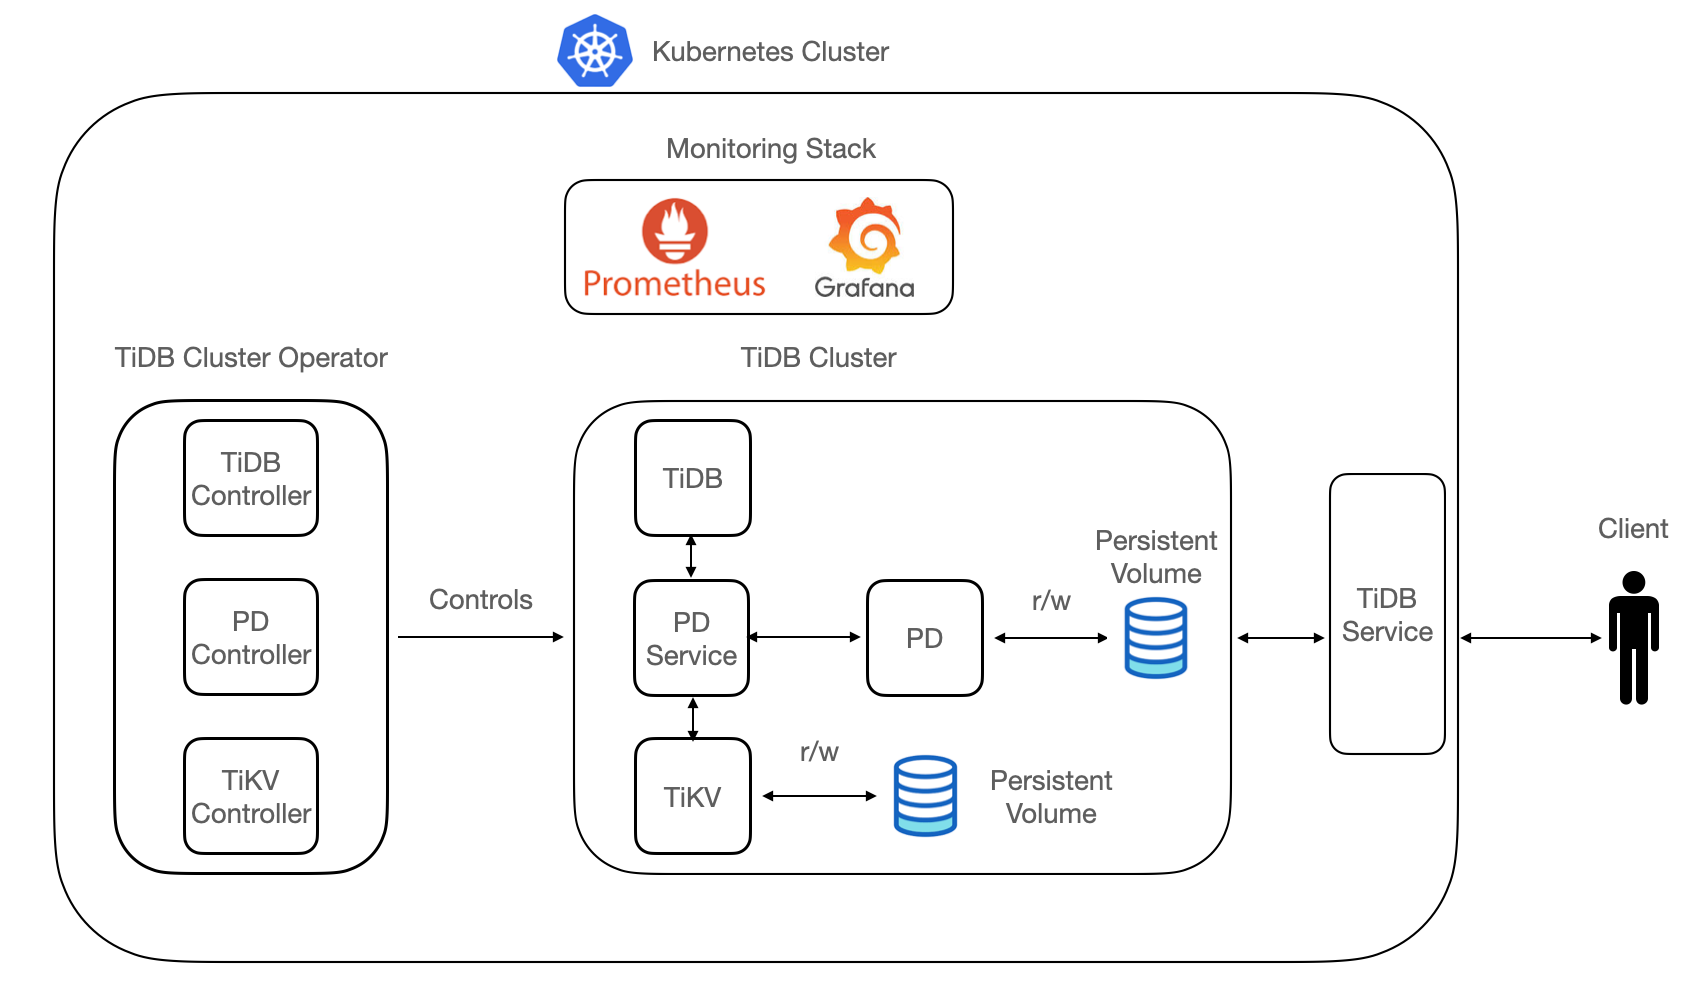 Kubernetes Cluster
Monitoring Stack
Prometheus
Grafana
TiDB Cluster Operator
TiDB
Controller
PD
Controller
TiKV
Controller
Controls
TiDB Cluster
TiDB
PD
Service
PD
r/w
Persistent
Volume
TiKV
r/w
Persistent
Volume
TiDB
Service
Client